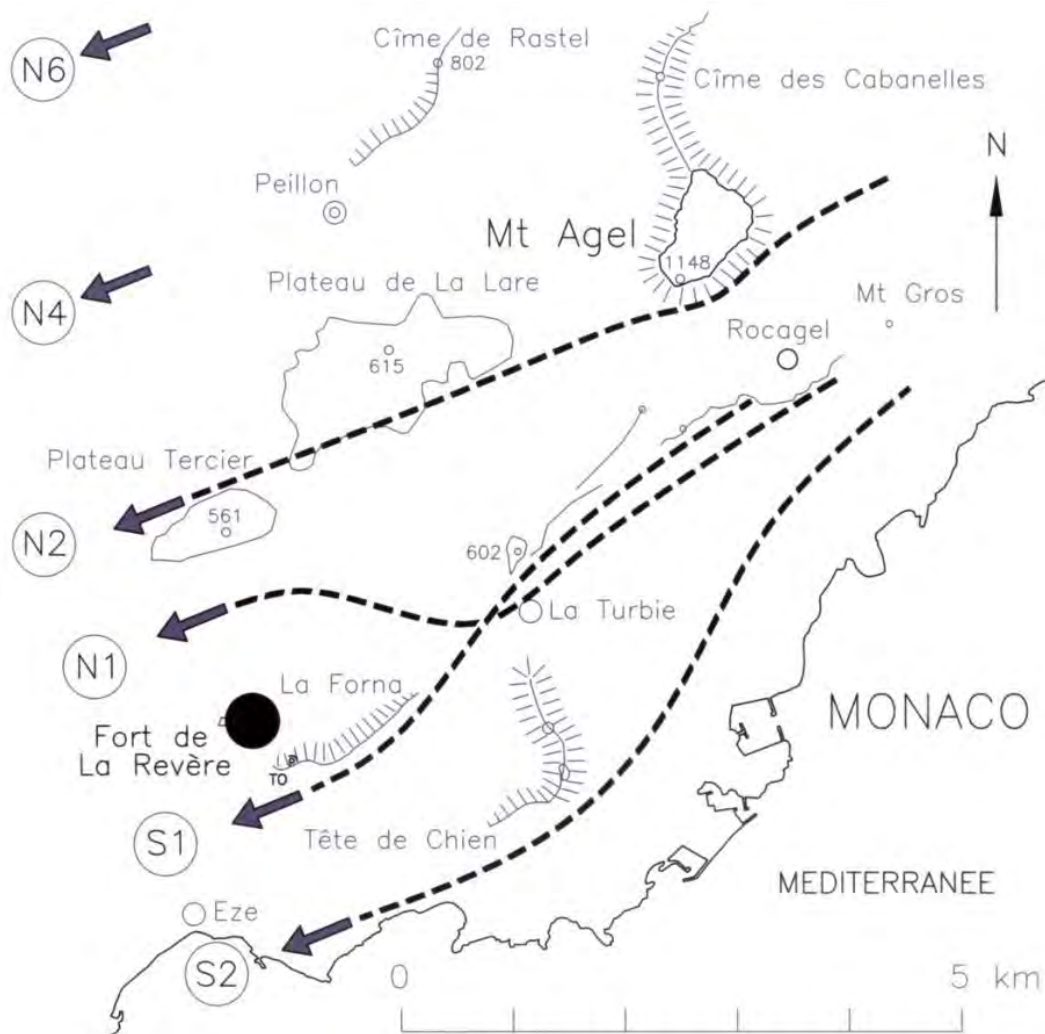 N6
Cîme de Rastel
802
Cîme des Cabanelles
N
Peillon
Mt Agel
1148
Plateau de La Lare
Mt Gros
N4
Rocagel
615
Plateau Tercier
561
N2
602
La Turbie
N1
La Forna
MONACO
Fort de
La Revère
TO
S1
Tête de Chien
MEDITERRANEE
Eze
S2
0
5 km